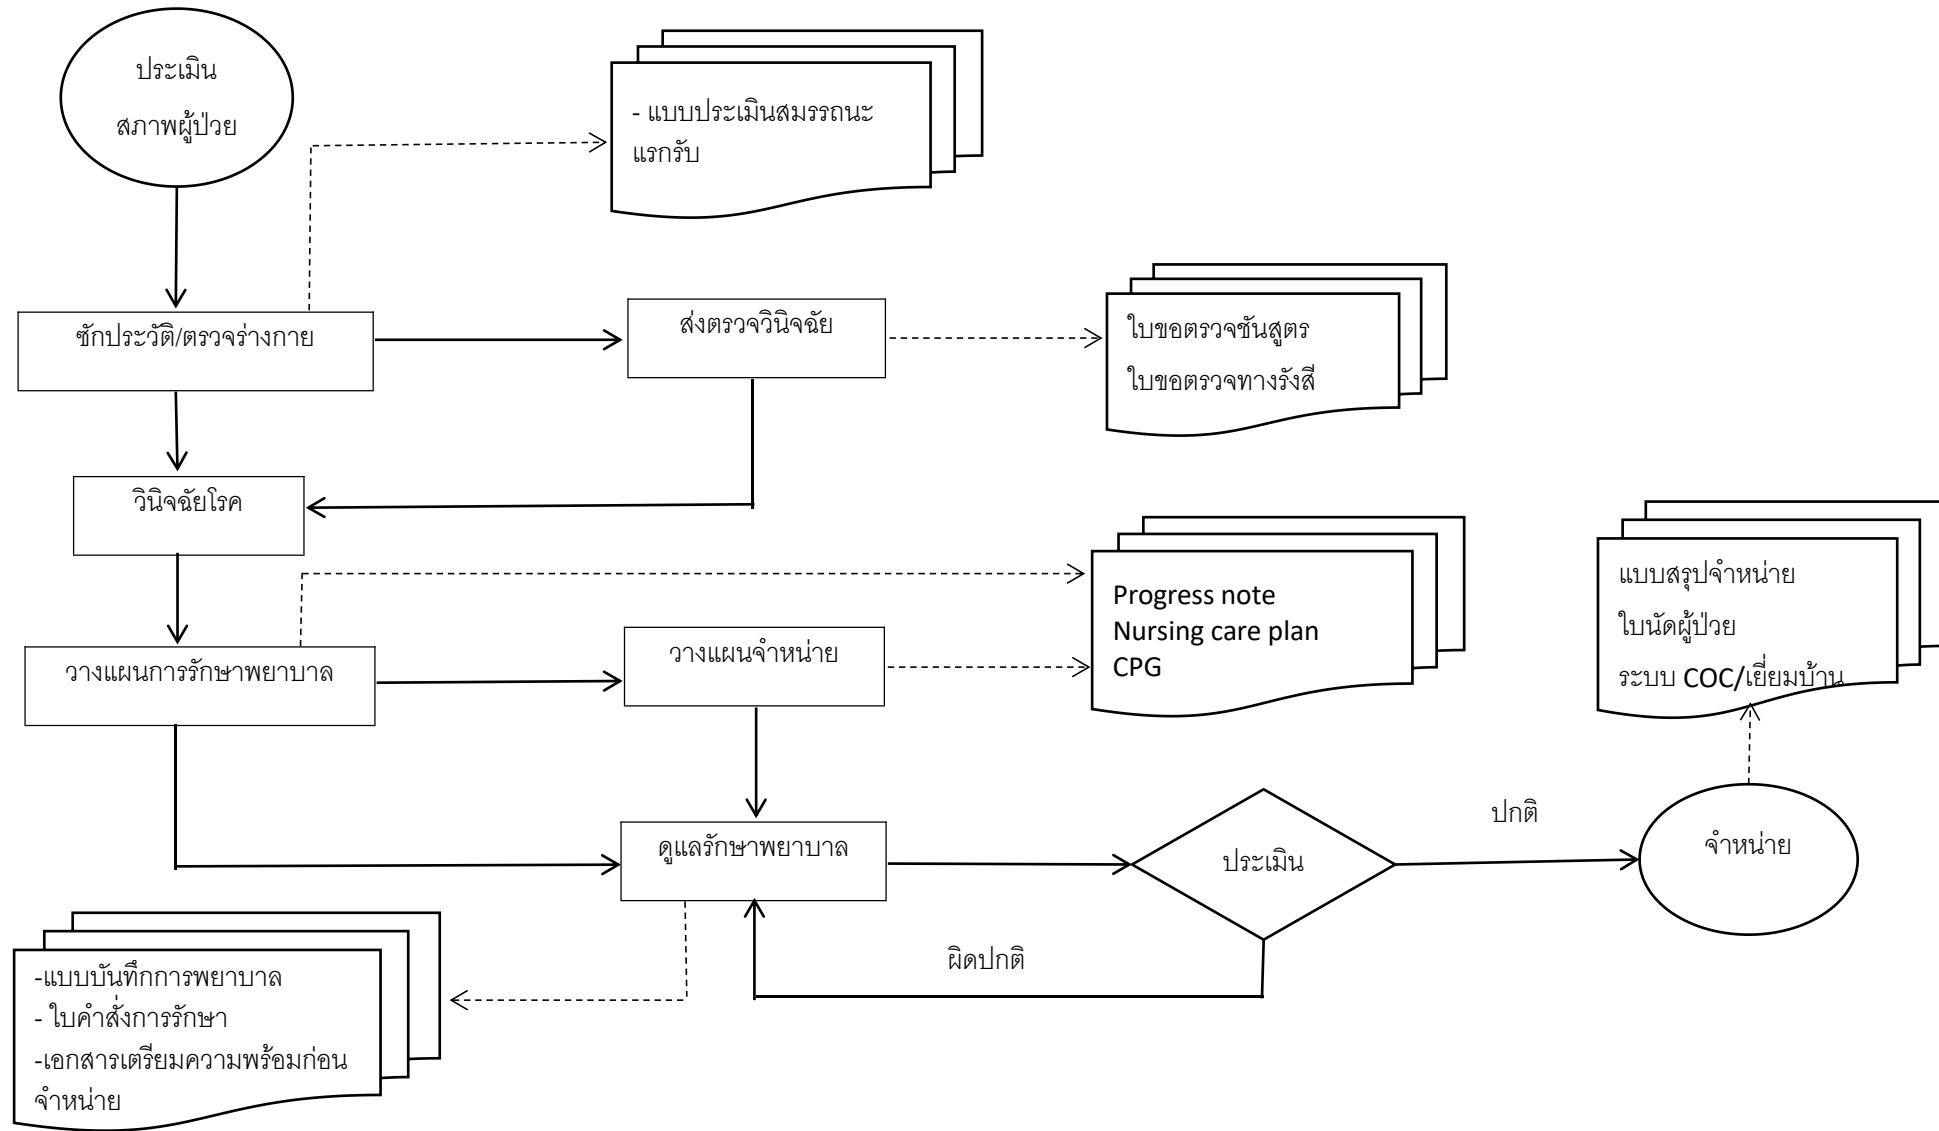 ประเมิน
สภาพผู้ป่วย
- แบบประเมินสมรรถนะ
แรกรับ
ซักประวัติ/ตรวจร่างกาย
ส่งตรวจวินิจฉัย
ใบขอตรวจชันสูตร
ใบขอตรวจทางรังสี
วินิจฉัยโรค
Progress note
Nursing care plan
CPG
แบบสรุปจำหน่าย
ใบนัดผู้ป่วย
ระบบ COC/เยี่ยมบ้าน
วางแผนการรักษาพยาบาล
วางแผนจำหน่าย
ดูแลรักษาพยาบาล
ประเมิน
ปกติ
จำหน่าย
ผิดปกติ
-แบบบันทึกการพยาบาล
- ใบคำสั่งการรักษา
-เอกสารเตรียมความพร้อมก่อน
จำหน่าย